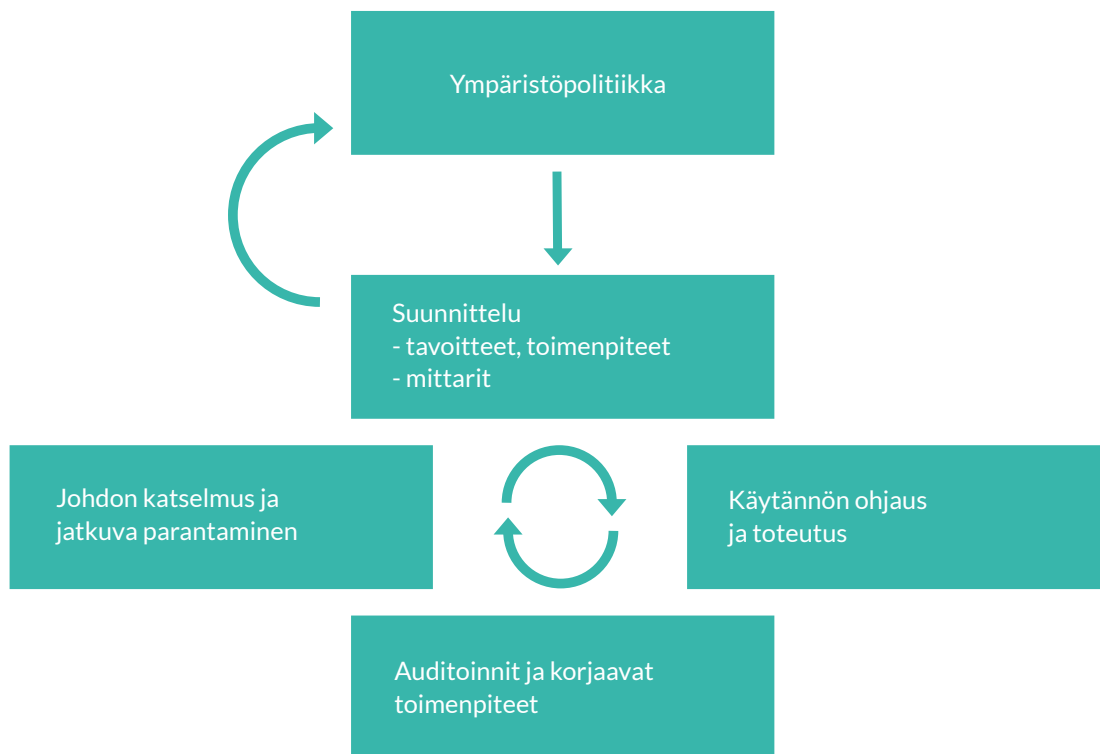 Ympäristöpolitiikka
Suunnittelu
- tavoitteet, toimenpiteet
- mittarit
Johdon katselmus ja
jatkuva parantaminen
Käytännön ohjaus
ja toteutus
Auditoinnit ja korjaavat
toimenpiteet